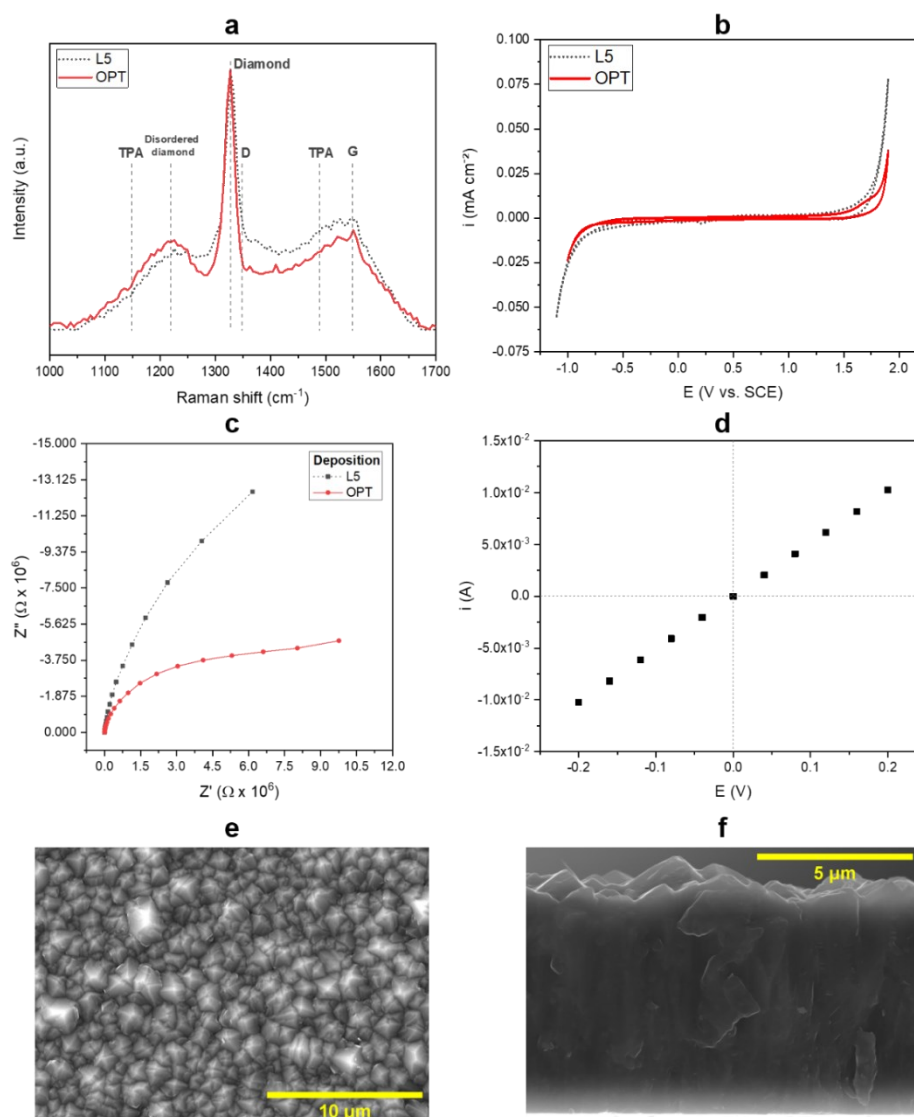 a
L5
OPT
Diamond
TPA
Disordered
diamond
D
TPA
G
Intensity (a.u.)
1000 1100 1200 1300 1400 1500 1600 1700
Raman shift (cm⁻¹)
b
L5
OPT
0.100
0.075
0.050
0.025
0.000
-0.025
-0.050
-0.075
i (mA cm⁻²)
-1.0 -0.5 0.0 0.5 1.0 1.5 2.0
E (V vs. SCE)
c
Deposition
L5
OPT
-15.000
-13.125
-11.250
-9.375
-7.500
-5.625
-3.750
-1.875
0.000
Z'' (Ω x 10⁶)
0.0 1.5 3.0 4.5 6.0 7.5 9.0 10.5 12.0
Z' (Ω x 10⁶)
d
1.5x10⁻²
1.0x10⁻²
5.0x10⁻³
0.0
-5.0x10⁻³
-1.0x10⁻²
-1.5x10⁻²
i (A)
-0.2 -0.1 0.0 0.1 0.2
E (V)
e
10 µm
f
5 µm